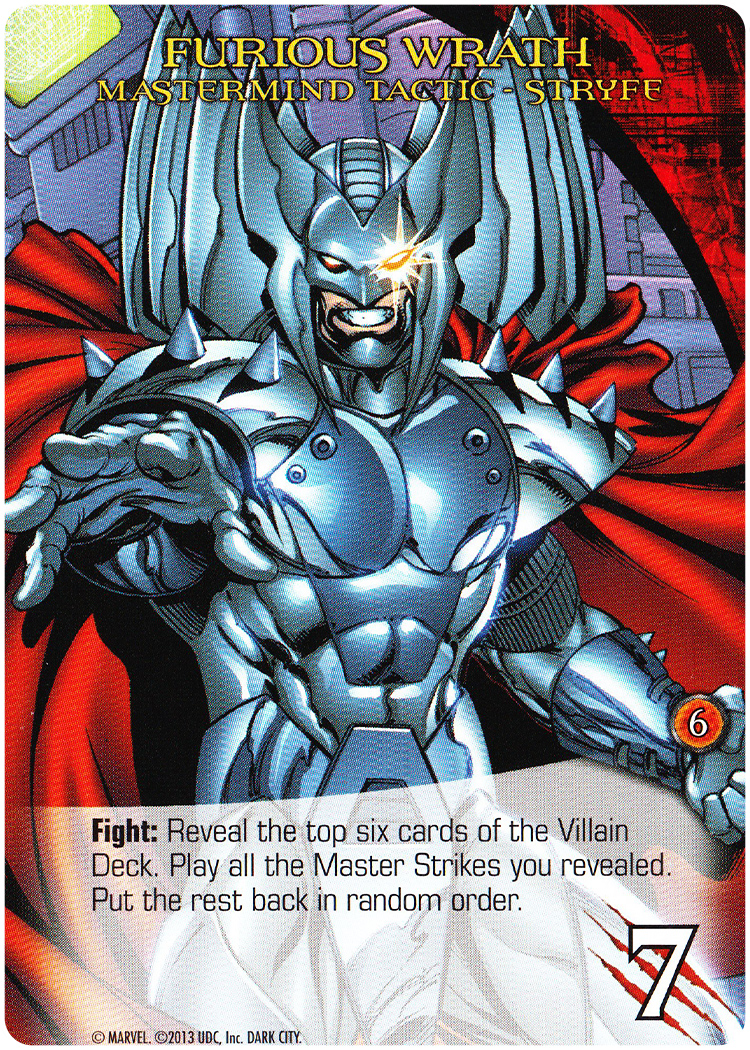 FURIOUS WRATH
MASTERMIND TACTIC - STRYFE
6
Fight: Reveal the top six cards of the Villain
Deck. Play all the Master Strikes you revealed.
Put the rest back in random order.
7
© MARVEL. ©2013 UDC, Inc. DARK CITY.